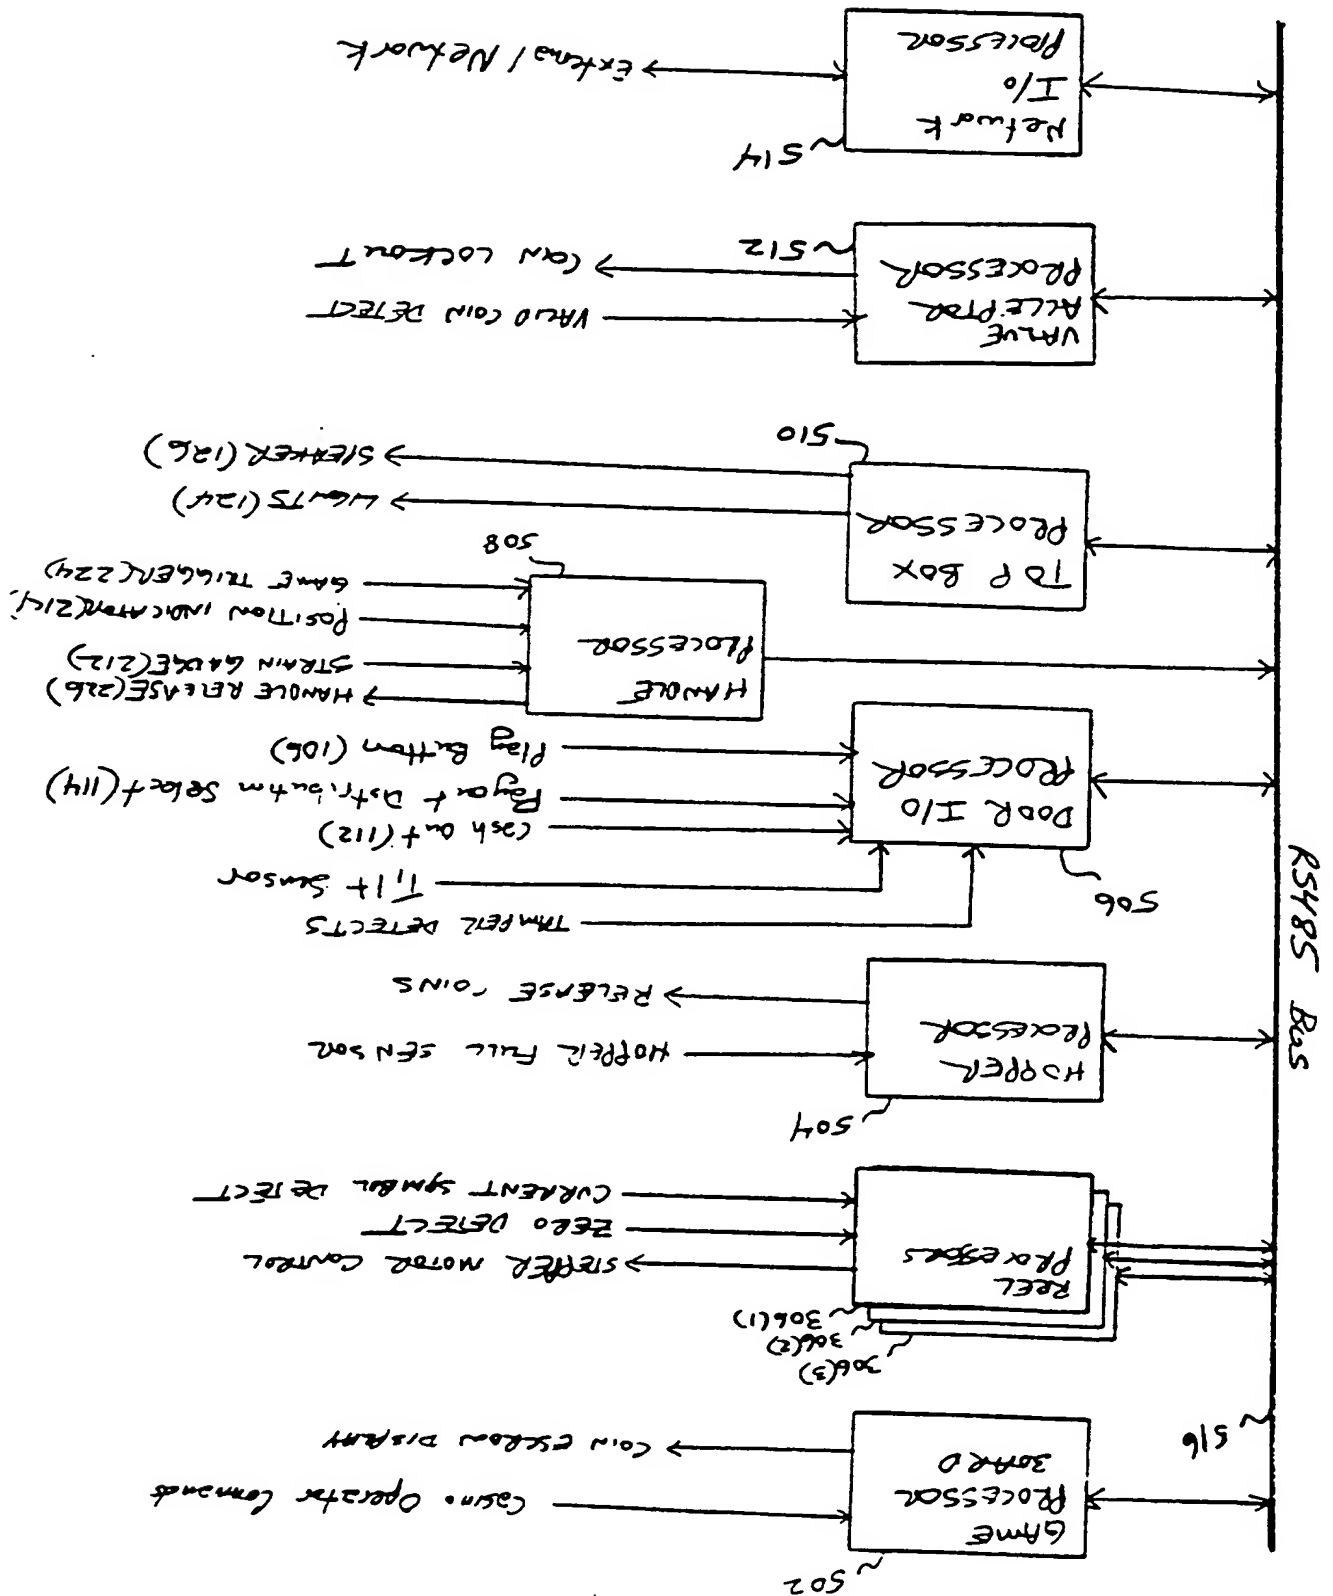 502
GAME
PROCESSOR
BOARD
Casino Operator Commands
COIN ESCROW DISPLAY
516
306(3)
306(2)
306(1)
REEL
PROCESSORS
STEPPER MOTOR CONTROL
ZERO DETECT
CURRENT SYMBOL DETECT
504
HOPPER
PROCESSOR
HOPPER FULL SENSOR
RELEASE COINS
RS485 Bus
506
TAMPER DETECTS
Tilt Sensor
DOOR I/O
PROCESSOR
Cash Out (112)
Payout Distribution Select (114)
Play Button (106)
HANDLE
PROCESSOR
HANDLE RELEASE (226)
STRAIN GAUGE (212)
POSITION INDICATOR (214)
GAME TRIGGER (224)
508
TOP BOX
PROCESSOR
LIGHTS (124)
SPEAKER (126)
510
VALUE
ACCEPTOR
PROCESSOR
VALID COIN DETECT
COIN LOCKOUT
512
514
Network
I/O
PROCESSOR
External Network